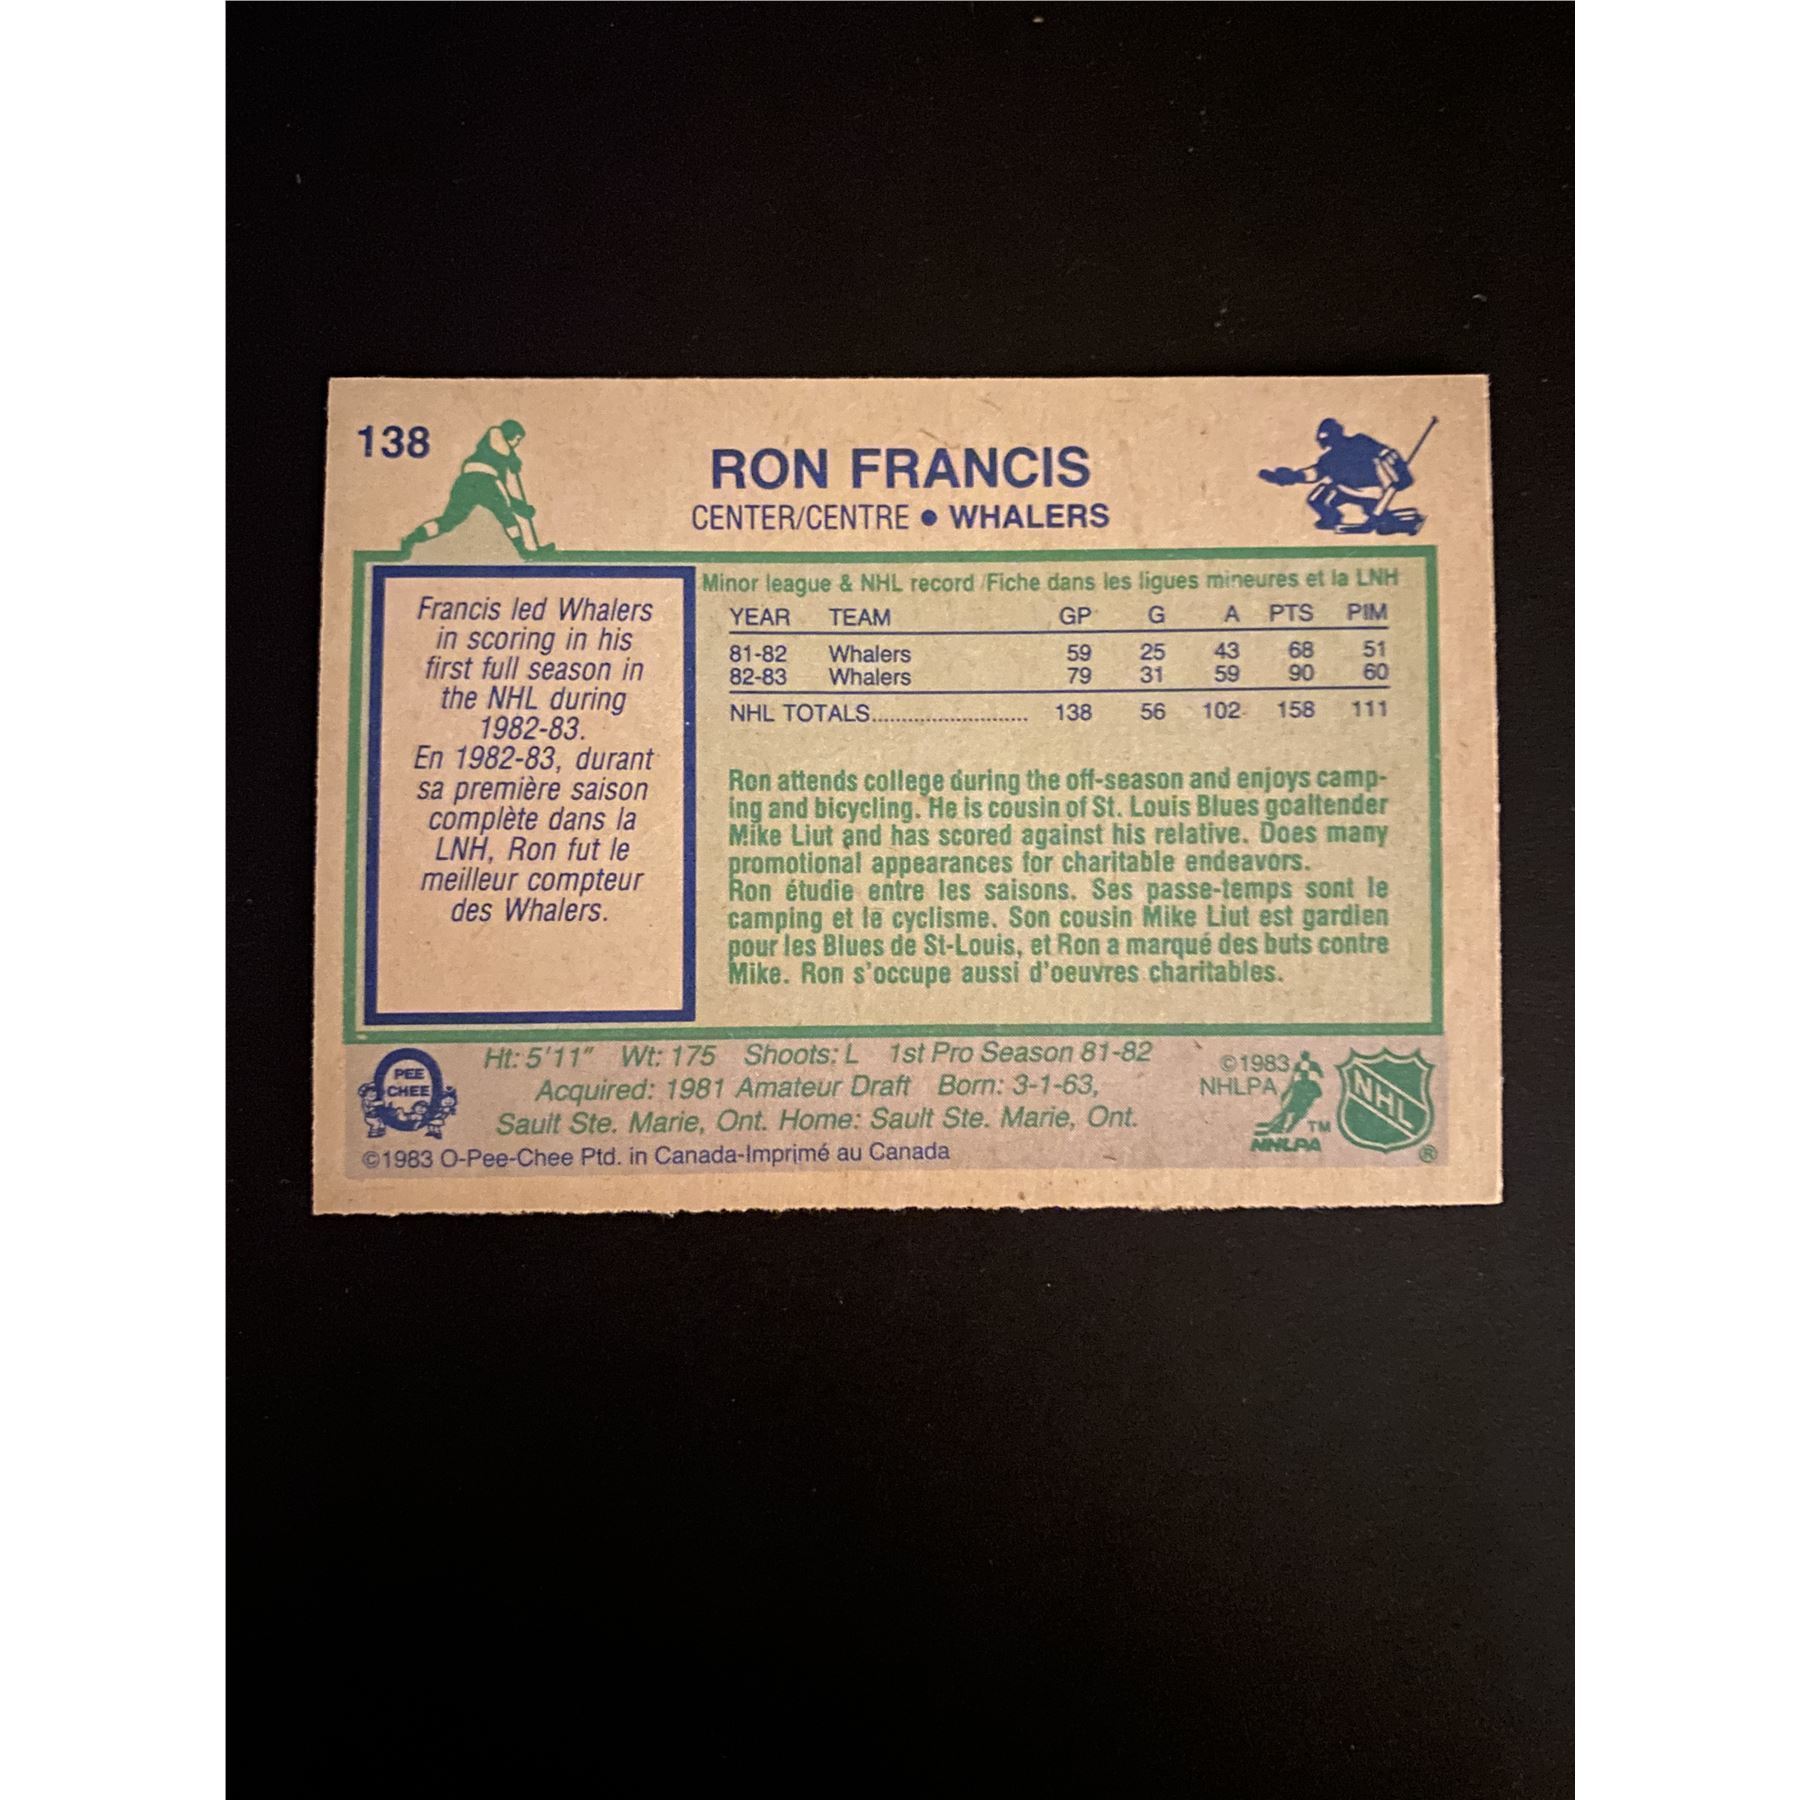 138
RON FRANCIS
CENTER/CENTRE • WHALERS
Francis led Whalers
in scoring in his
first full season in
the NHL during
1982-83.
En 1982-83, durant
sa première saison
complète dans la
LNH, Ron fut le
meilleur compteur
des Whalers.
Minor league & NHL record/Fiche dans les ligues mineures et la LNH
YEAR TEAM GP G A PTS PIM
81-82 Whalers 59 25 43 68 51
82-83 Whalers 79 31 59 90 60
NHL TOTALS.......................... 138 56 102 158 111
Ron attends college during the off-season and enjoys camp-
ing and bicycling. He is cousin of St. Louis Blues goaltender
Mike Liut and has scored against his relative. Does many
promotional appearances for charitable endeavors.
Ron étudie entre les saisons. Ses passe-temps sont le
camping et le cyclisme. Son cousin Mike Liut est gardien
pour les Blues de St-Louis, et Ron a marqué des buts contre
Mike. Ron s'occupe aussi d'oeuvres charitables.
O
PEE
CHEE
Ht: 5'11" Wt: 175 Shoots: L 1st Pro Season 81-82
Acquired: 1981 Amateur Draft Born: 3-1-63,
Sault Ste. Marie, Ont. Home: Sault Ste. Marie, Ont.
©1983 O-Pee-Chee Ptd. in Canada-Imprimé au Canada
©1983
NHLPA
TM
NHLPA
NHL
®